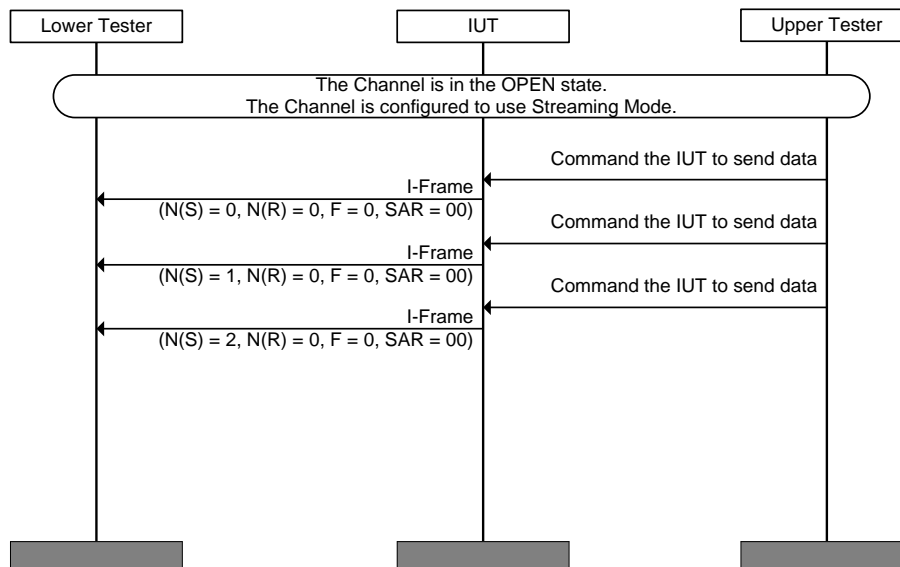 Lower Tester
IUT
Upper Tester
The Channel is in the OPEN state.
The Channel is configured to use Streaming Mode.
Command the IUT to send data
I-Frame
(N(S) = 0, N(R) = 0, F = 0, SAR = 00)
Command the IUT to send data
I-Frame
(N(S) = 1, N(R) = 0, F = 0, SAR = 00)
Command the IUT to send data
I-Frame
(N(S) = 2, N(R) = 0, F = 0, SAR = 00)